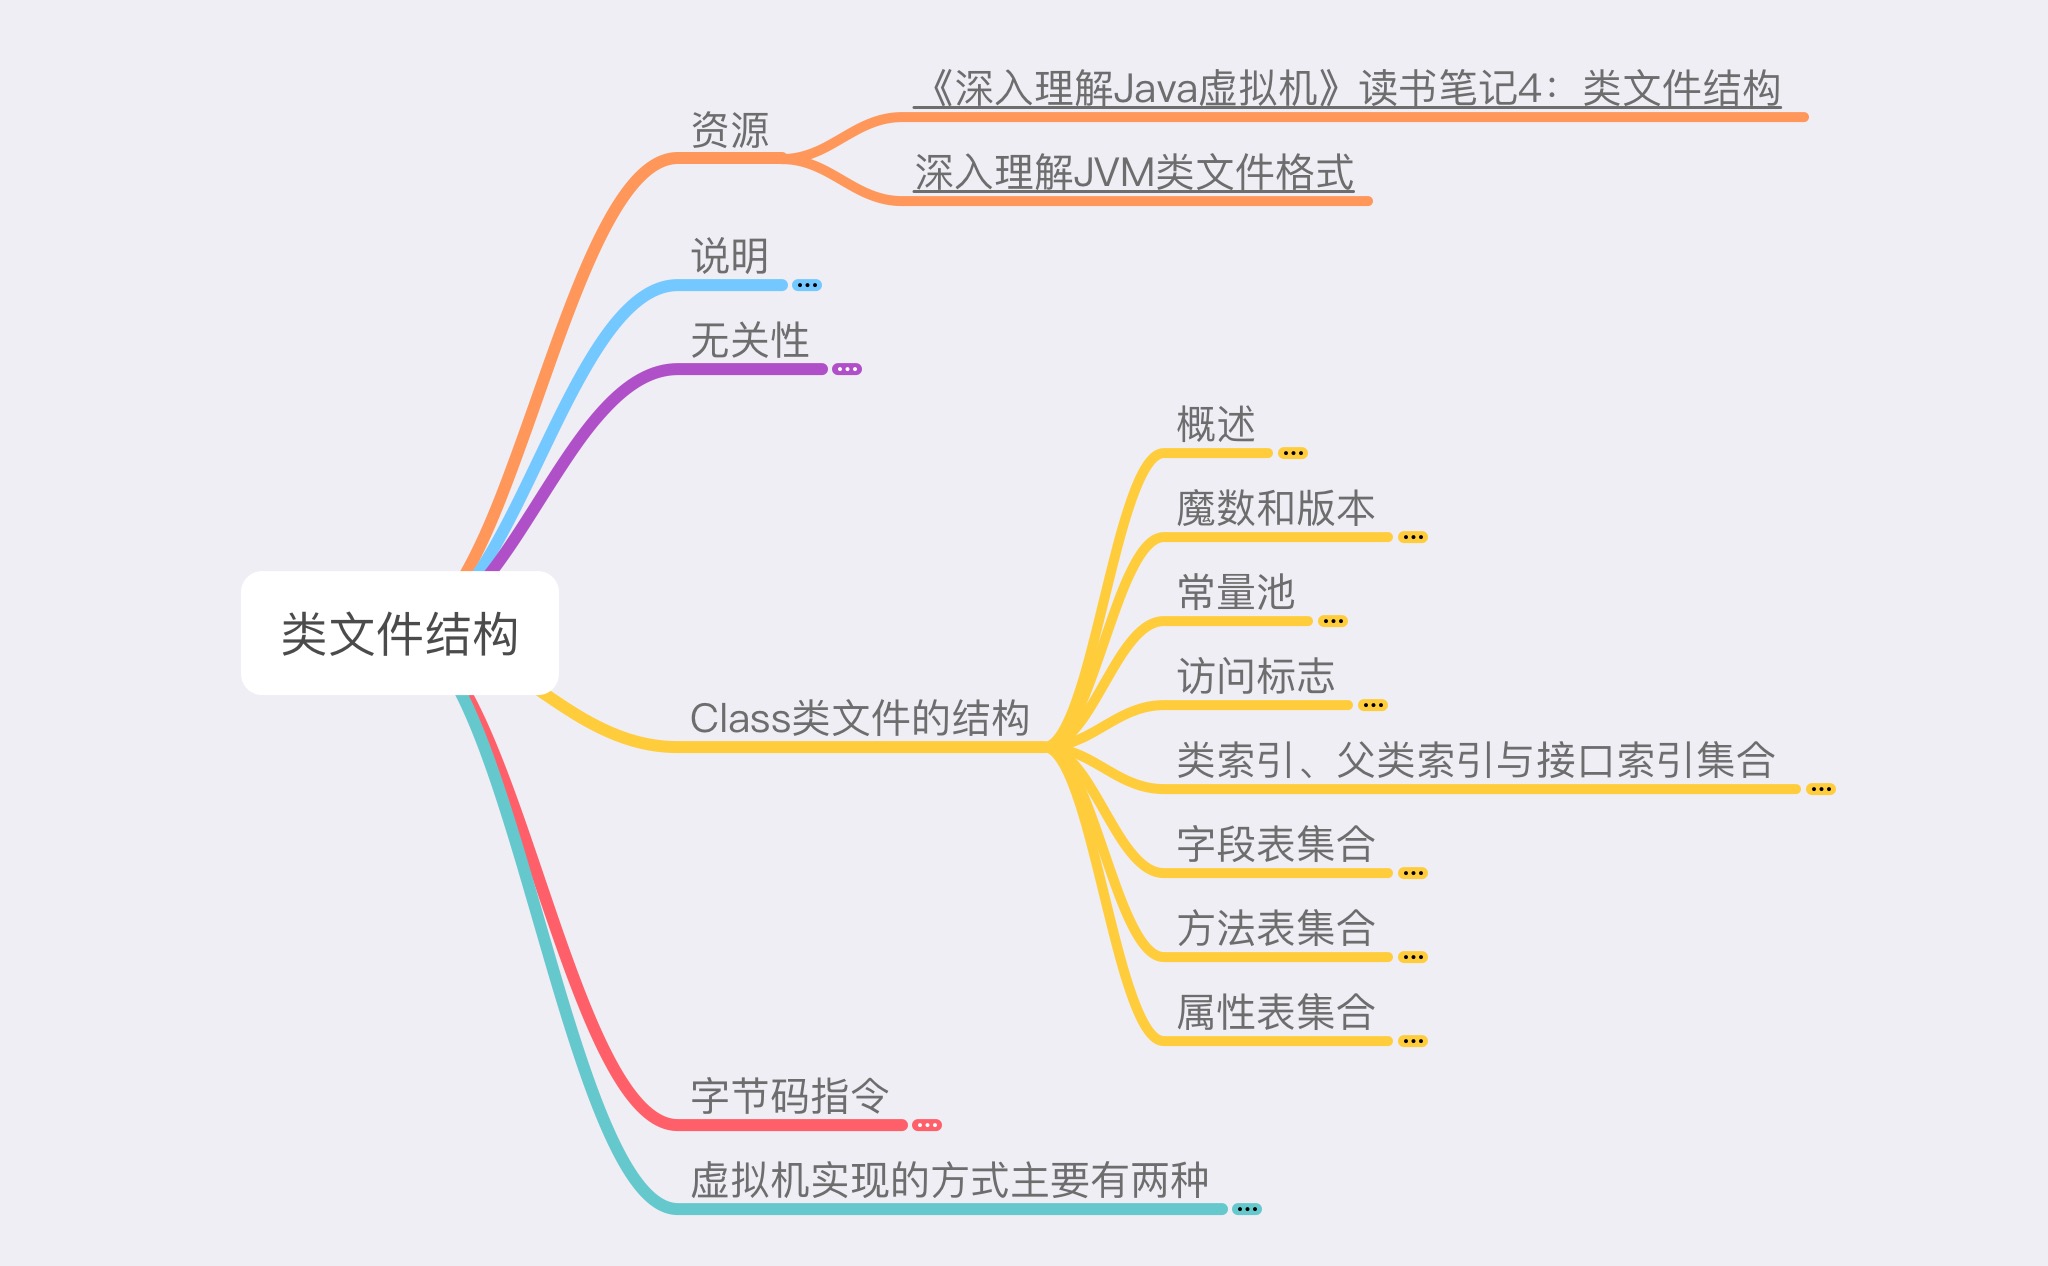 《深入理解Java虚拟机》读书笔记4：类文件结构
资源
深入理解JVM类文件格式
说明
无关性
概述
魔数和版本
常量池
访问标志
类文件结构
Class类文件的结构
类索引、父类索引与接口索引集合
字段表集合
方法表集合
属性表集合
字节码指令
虚拟机实现的方式主要有两种